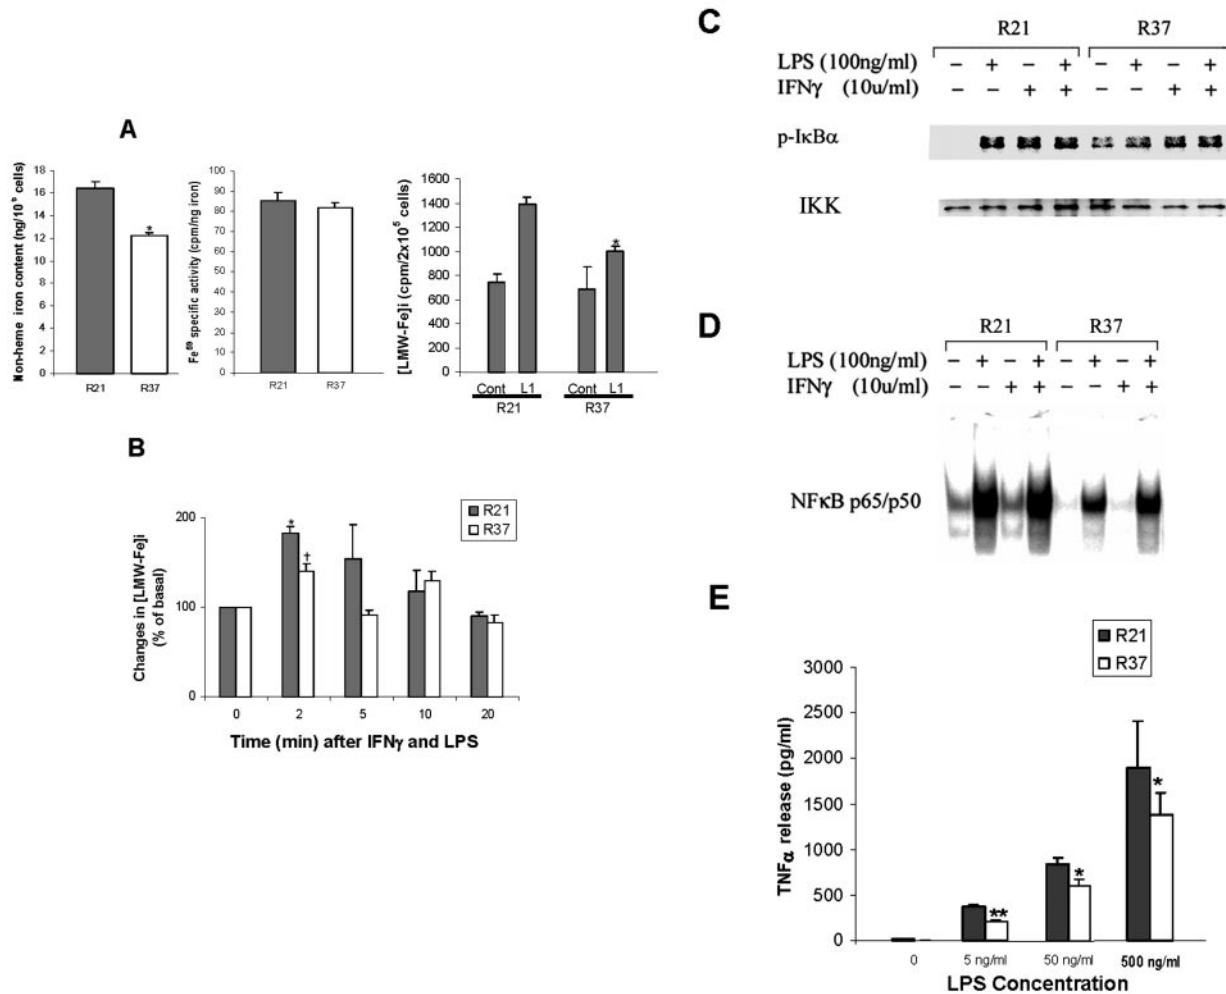 A
Non-heme iron content (ng/10⁶ cells)
18
16
14
12
10
8
6
4
2
0
*
R21
R37
Fe⁵⁹ specific activity (cpm/ng iron)
100
90
80
70
60
50
40
30
20
10
0
R21
R37
[LMW-Fe]i (cpm/2x10⁵ cells)
1600
1400
1200
1000
800
600
400
200
0
*
Cont L1 Cont L1
R21 R37
B
Changes in [LMW-Fe]i
(% of basal)
200
100
0
* †
R21
R37
0 2 5 10 20
Time (min) after IFNγ and LPS
C
R21 R37
LPS (100ng/ml) − + − + − + − +
IFNγ (10u/ml) − − + + − − + +
p-IκBα
IKK
D
R21 R37
LPS (100ng/ml) − + − + − + − +
IFNγ (10u/ml) − − + + − − + +
NFκB p65/p50
E
R21
R37
TNFα release (pg/ml)
3000
2500
2000
1500
1000
500
0
** * *
0 5 ng/ml 50 ng/ml 500 ng/ml
LPS Concentration